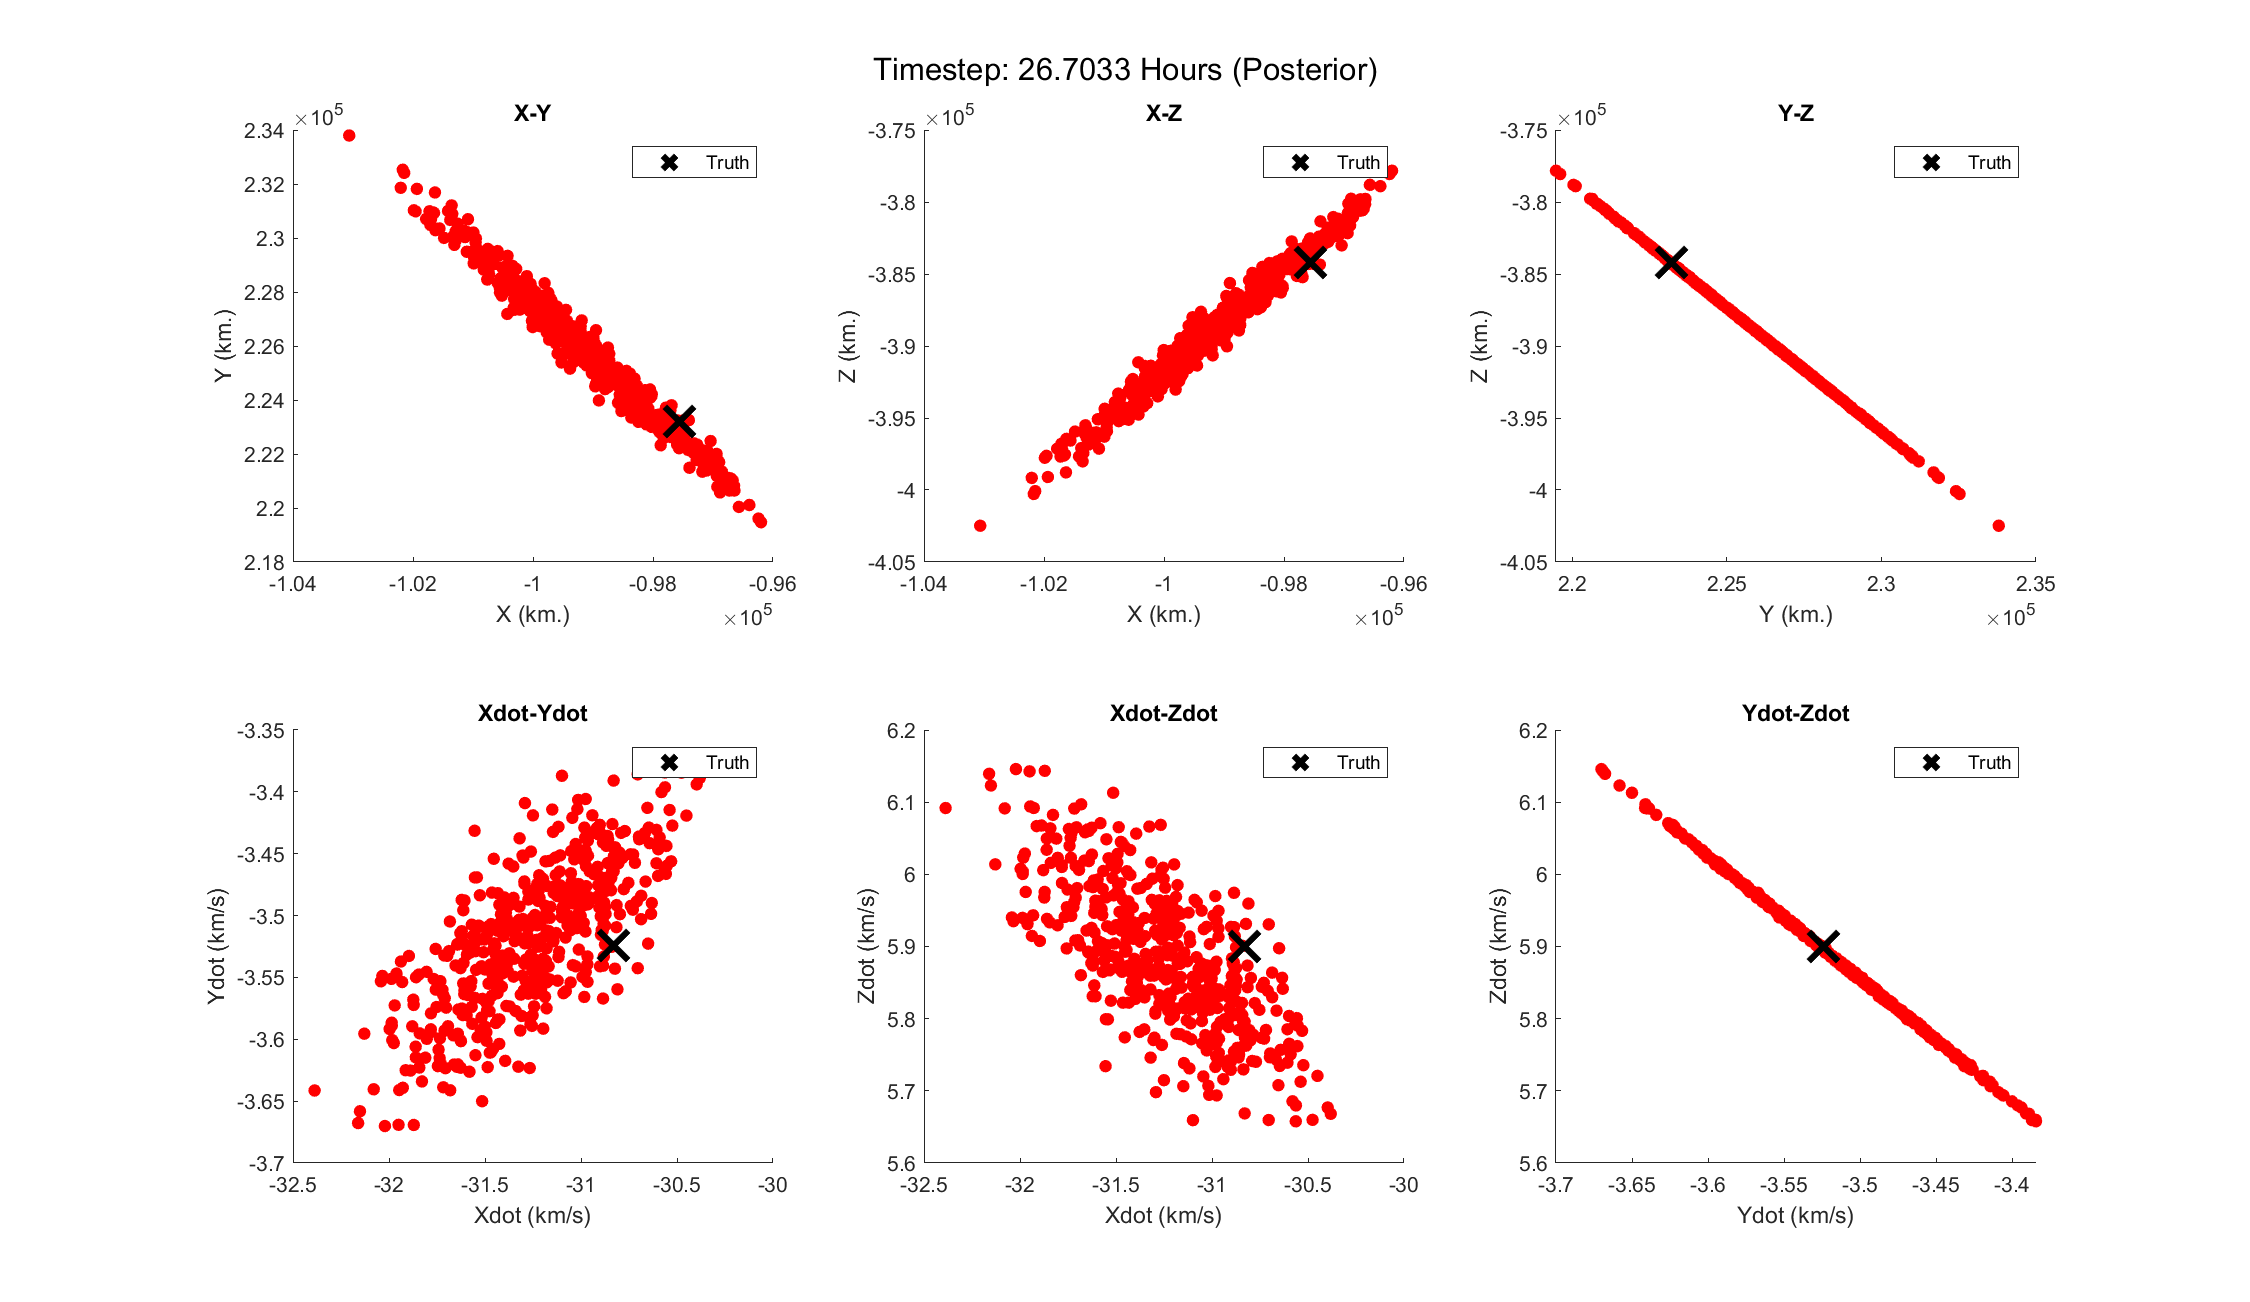 Timestep: 26.7033 Hours (Posterior)
X-Y
×10^5
2.34
2.32
2.3
2.28
2.26
2.24
2.22
2.2
2.18
Y (km.)
-1.04 -1.02 -1 -0.98 -0.96
X (km.)
×10^5
Truth
X-Z
×10^5
-3.75
-3.8
-3.85
-3.9
-3.95
-4
-4.05
Z (km.)
-1.04 -1.02 -1 -0.98 -0.96
X (km.)
×10^5
Truth
Y-Z
×10^5
-3.75
-3.8
-3.85
-3.9
-3.95
-4
-4.05
Z (km.)
2.2 2.25 2.3 2.35
Y (km.)
×10^5
Truth
Xdot-Ydot
-3.35
-3.4
-3.45
-3.5
-3.55
-3.6
-3.65
-3.7
Ydot (km/s)
-32.5 -32 -31.5 -31 -30.5 -30
Xdot (km/s)
Truth
Xdot-Zdot
6.2
6.1
6
5.9
5.8
5.7
5.6
Zdot (km/s)
-32.5 -32 -31.5 -31 -30.5 -30
Xdot (km/s)
Truth
Ydot-Zdot
6.2
6.1
6
5.9
5.8
5.7
5.6
Zdot (km/s)
-3.7 -3.65 -3.6 -3.55 -3.5 -3.45 -3.4
Ydot (km/s)
Truth